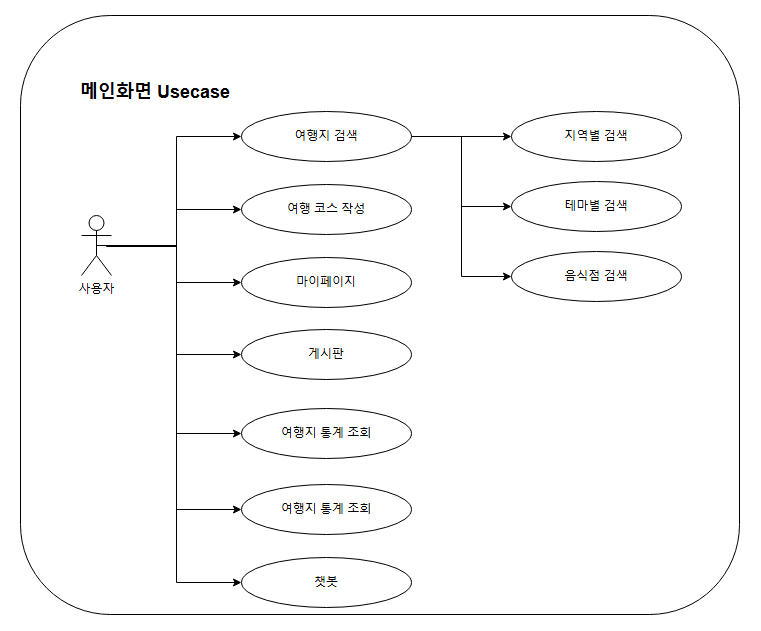 메인화면 Usecase
여행지 검색
지역별 검색
여행 코스 작성
테마별 검색
사용자
마이페이지
음식점 검색
게시판
여행지 통계 조회
여행지 통계 조회
챗봇